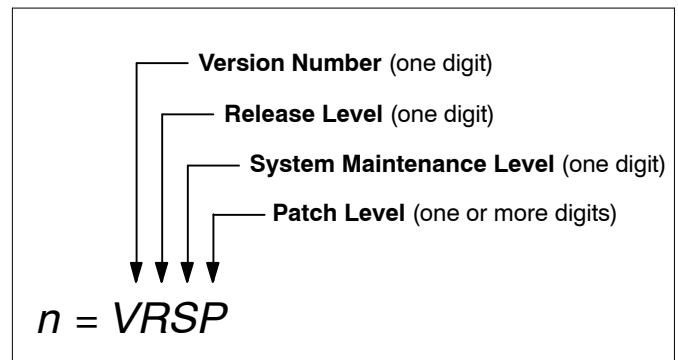 Version Number (one digit)
Release Level (one digit)
System Maintenance Level (one digit)
Patch Level (one or more digits)
n = VRSP